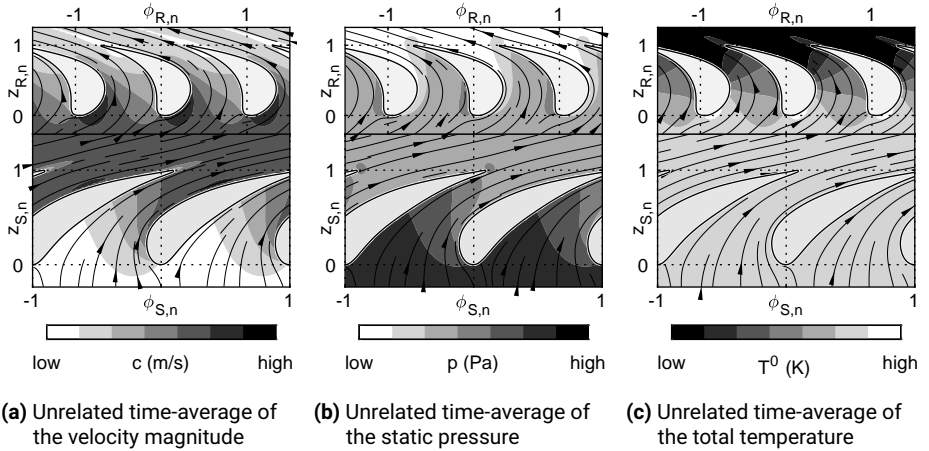 ϕR,n
ϕR,n
ϕR,n
-1 1
-1 1
-1 1
zR,n
1
0
zS,n
1
0
-1 1
ϕS,n
zR,n
1
0
zS,n
1
0
-1 1
ϕS,n
zR,n
1
0
zS,n
1
0
-1 1
ϕS,n
low c (m/s) high
low p (Pa) high
low T⁰ (K) high
(a) Unrelated time-average of
the velocity magnitude
(b) Unrelated time-average of
the static pressure
(c) Unrelated time-average of
the total temperature